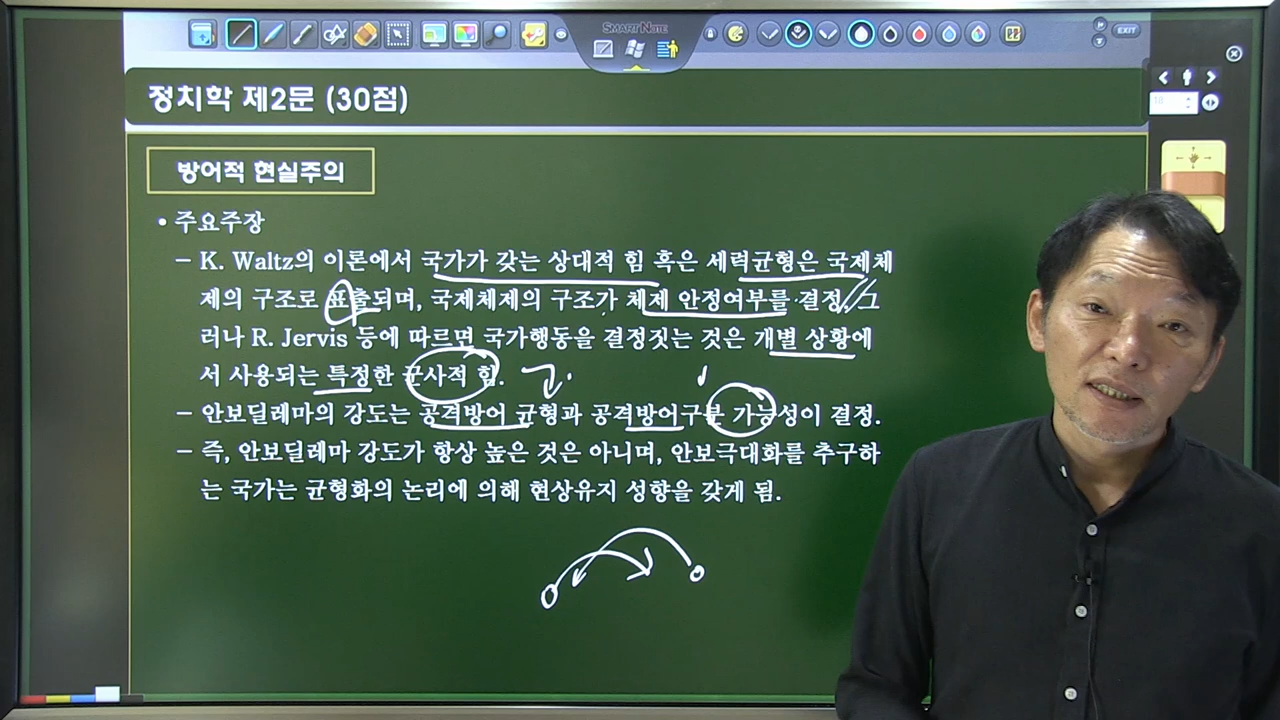 SMART NOTE
EXIT
10
정치학 제2문 (30점)
방어적 현실주의
• 주요주장
– K. Waltz의 이론에서 국가가 갖는 상대적 힘 혹은 세력균형은 국제체
제의 구조로 표출되며, 국제체제의 구조가 체제 안정여부를 결정. 그
러나 R. Jervis 등에 따르면 국가행동을 결정짓는 것은 개별 상황에
서 사용되는 특정한 군사적 힘.
– 안보딜레마의 강도는 공격방어 균형과 공격방어구분 가능성이 결정.
– 즉, 안보딜레마 강도가 항상 높은 것은 아니며, 안보극대화를 추구하
는 국가는 균형화의 논리에 의해 현상유지 성향을 갖게 됨.